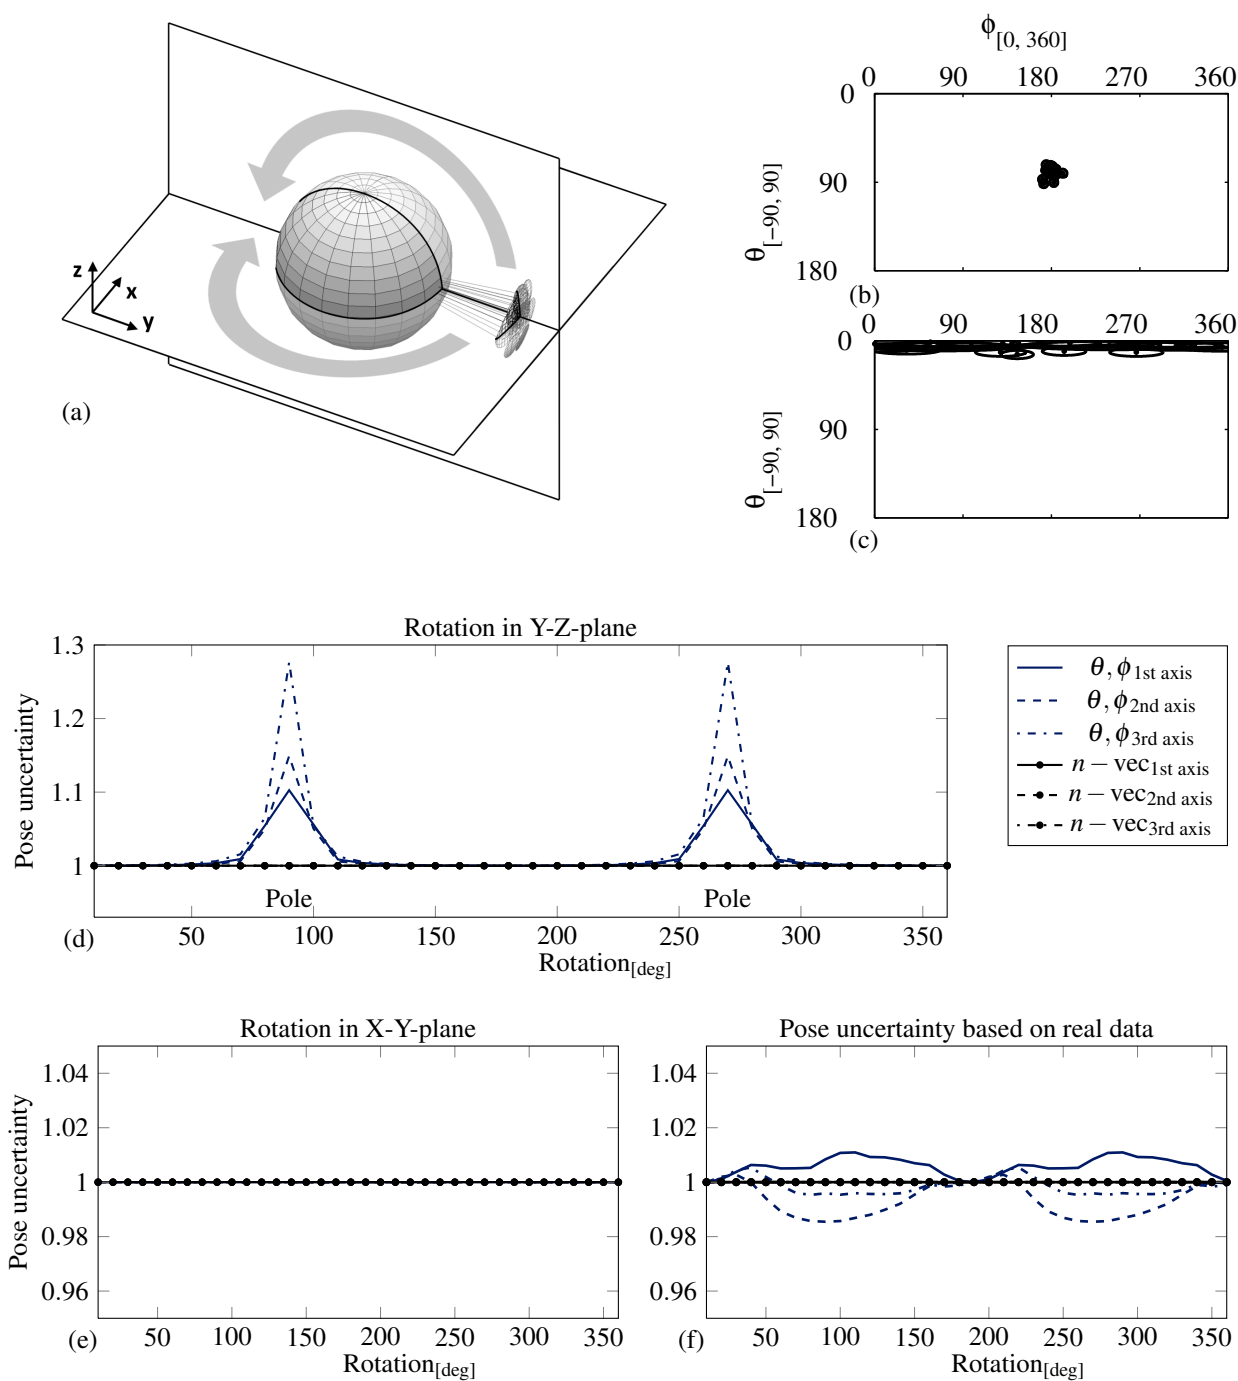 z
x
y
(a)
ϕ[0, 360]
0 90 180 270 360
0
90
180
θ[−90, 90]
(b)
0 90 180 270 360
0
90
180
θ[−90, 90]
(c)
Rotation in Y-Z-plane
1.3
1.2
1.1
1
Pose uncertainty
Pole Pole
50 100 150 200 250 300 350
(d)
Rotation[deg]
θ, ϕ1st axis
θ, ϕ2nd axis
θ, ϕ3rd axis
n − vec1st axis
n − vec2nd axis
n − vec3rd axis
Rotation in X-Y-plane
1.04
1.02
1
0.98
0.96
Pose uncertainty
50 100 150 200 250 300 350
(e)
Rotation[deg]
Pose uncertainty based on real data
1.04
1.02
1
0.98
0.96
50 100 150 200 250 300 350
(f)
Rotation[deg]